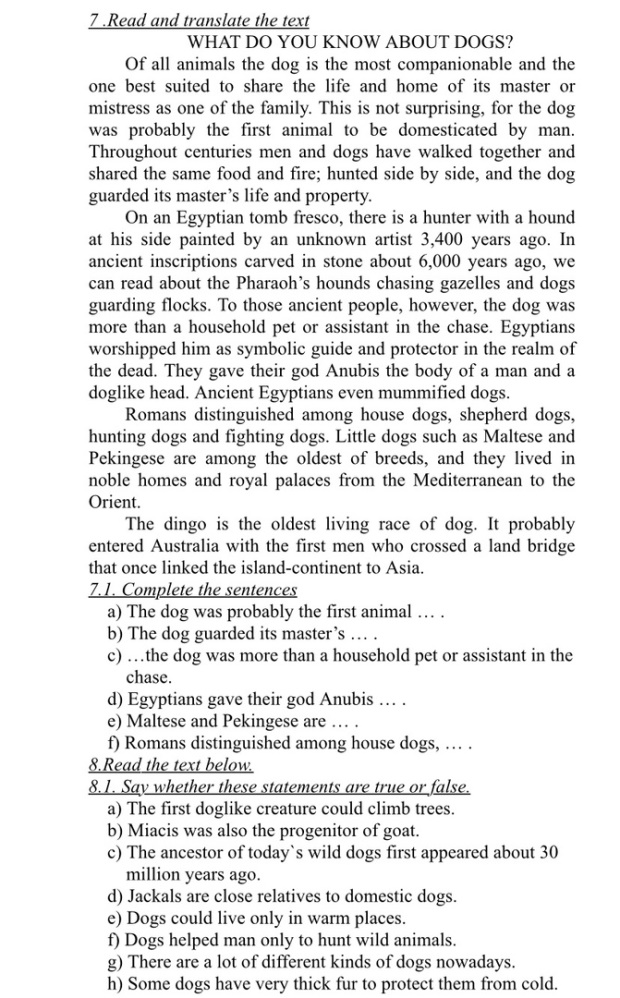 7 .Read and translate the text
WHAT DO YOU KNOW ABOUT DOGS?
Of all animals the dog is the most companionable and the
one best suited to share the life and home of its master or
mistress as one of the family. This is not surprising, for the dog
was probably the first animal to be domesticated by man.
Throughout centuries men and dogs have walked together and
shared the same food and fire; hunted side by side, and the dog
guarded its master’s life and property.
On an Egyptian tomb fresco, there is a hunter with a hound
at his side painted by an unknown artist 3,400 years ago. In
ancient inscriptions carved in stone about 6,000 years ago, we
can read about the Pharaoh’s hounds chasing gazelles and dogs
guarding flocks. To those ancient people, however, the dog was
more than a household pet or assistant in the chase. Egyptians
worshipped him as symbolic guide and protector in the realm of
the dead. They gave their god Anubis the body of a man and a
doglike head. Ancient Egyptians even mummified dogs.
Romans distinguished among house dogs, shepherd dogs,
hunting dogs and fighting dogs. Little dogs such as Maltese and
Pekingese are among the oldest of breeds, and they lived in
noble homes and royal palaces from the Mediterranean to the
Orient.
The dingo is the oldest living race of dog. It probably
entered Australia with the first men who crossed a land bridge
that once linked the island-continent to Asia.
7.1. Complete the sentences
a) The dog was probably the first animal … .
b) The dog guarded its master’s … .
c) …the dog was more than a household pet or assistant in the
chase.
d) Egyptians gave their god Anubis … .
e) Maltese and Pekingese are … .
f) Romans distinguished among house dogs, … .
8.Read the text below.
8.1. Say whether these statements are true or false.
a) The first doglike creature could climb trees.
b) Miacis was also the progenitor of goat.
c) The ancestor of today`s wild dogs first appeared about 30
million years ago.
d) Jackals are close relatives to domestic dogs.
e) Dogs could live only in warm places.
f) Dogs helped man only to hunt wild animals.
g) There are a lot of different kinds of dogs nowadays.
h) Some dogs have very thick fur to protect them from cold.